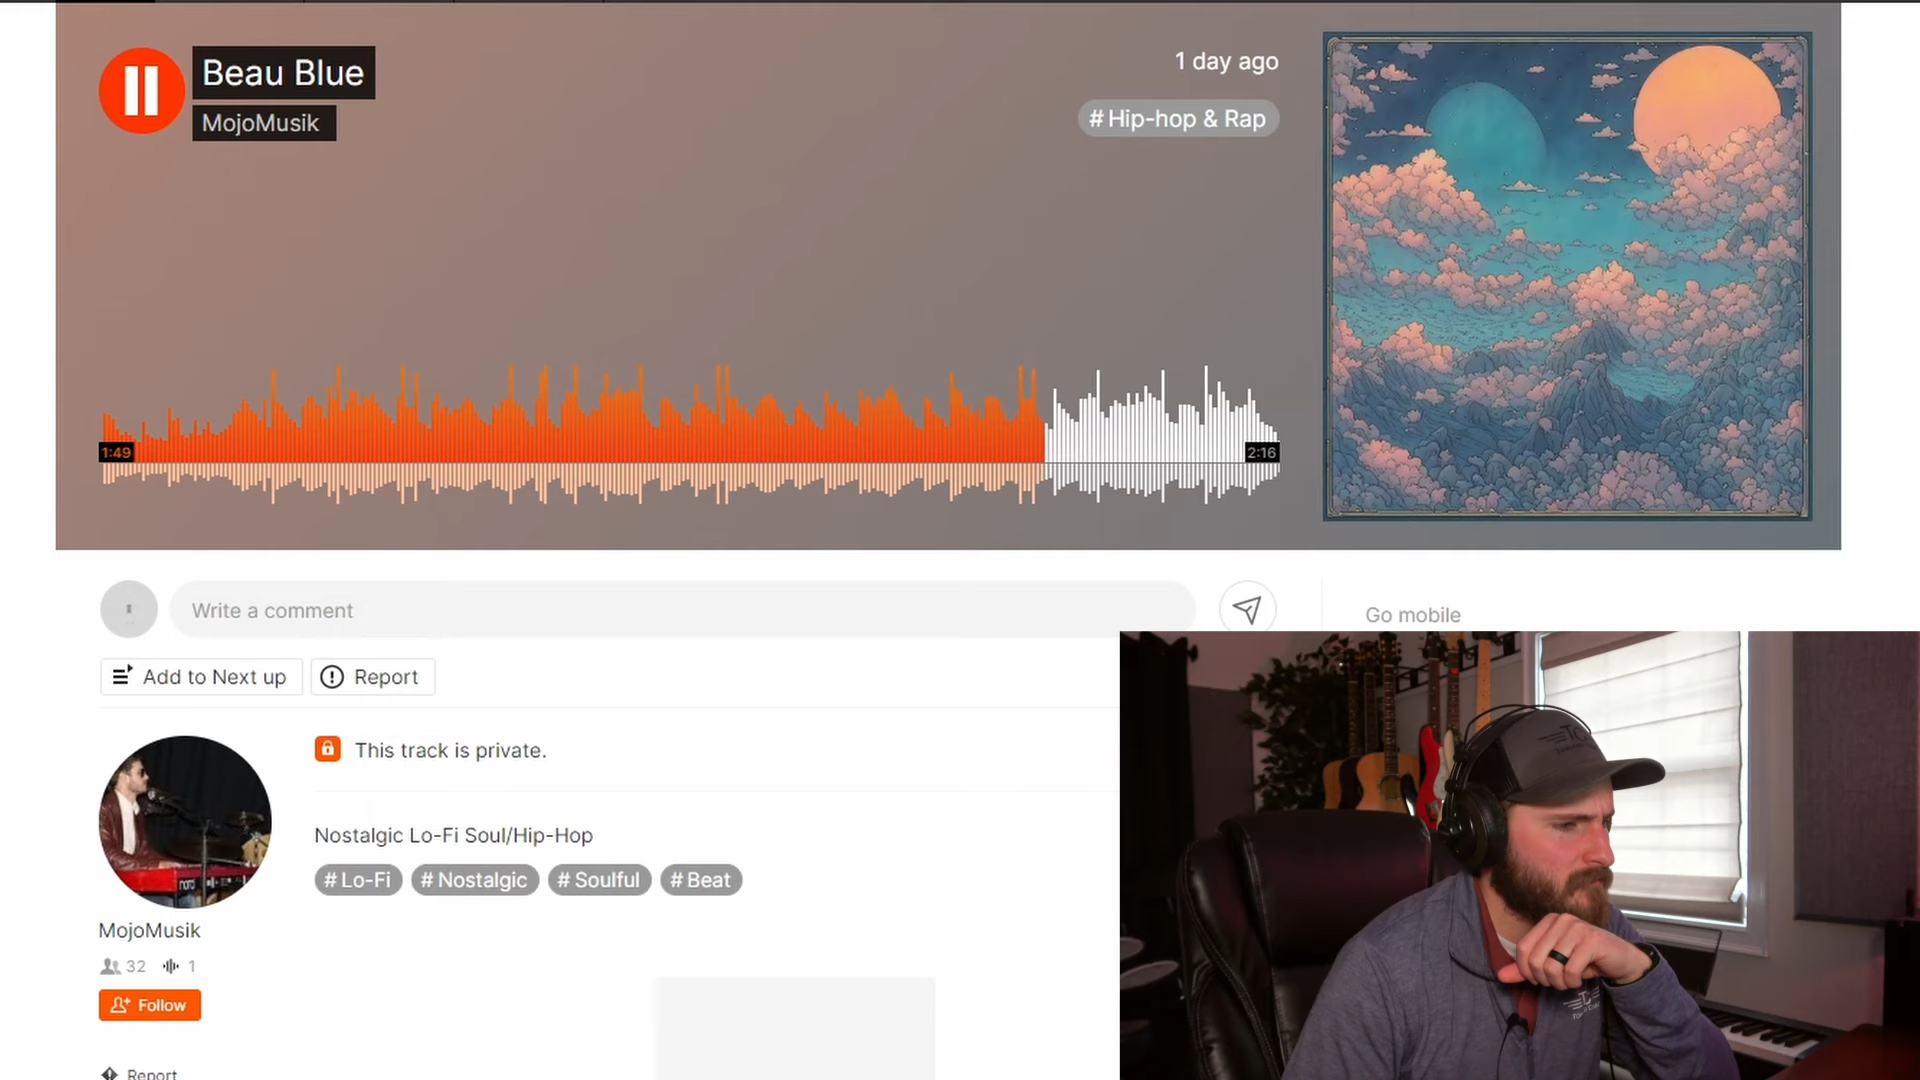 Beau Blue
MojoMusik
1 day ago
# Hip-hop & Rap
1:49
2:16
Write a comment
Go mobile
Add to Next up
Report
This track is private.
Nostalgic Lo-Fi Soul/Hip-Hop
# Lo-Fi
# Nostalgic
# Soulful
# Beat
nord
MojoMusik
32
1
Follow
Report
TC